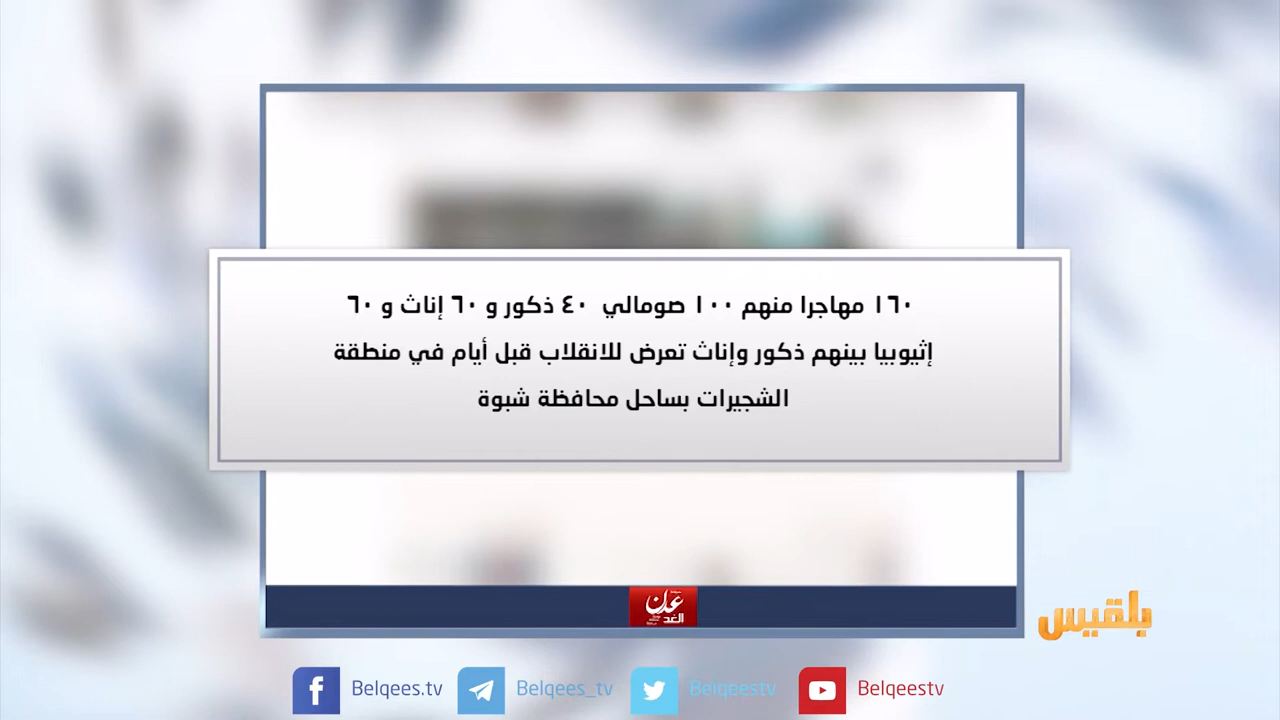 ١٦٠ مهاجرا منهم ١٠٠ صومالي ٤٠ ذكور و ٦٠ إناث و ٦٠
إثيوبيا بينهم ذكور وإناث تعرض للانقلاب قبل أيام في منطقة
الشجيرات بساحل محافظة شبوة
عدن
الغد
بلقيس
Belqees.tv Belqees_tv Belqeestv Belqeestv